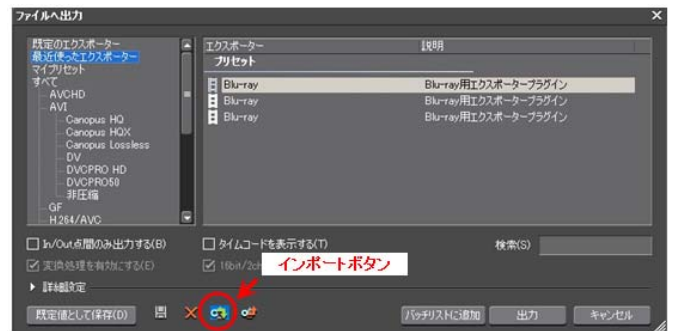 ファイルへ出力
既定のエクスポーター
最近使ったエクスポーター
マイプリセット
すべて
AVCHD
AVI
Canopus HQ
Canopus HQX
Canopus Lossless
DV
DVCPRO HD
DVCPRO50
非圧縮
GF
H.264/AVC
エクスポーター 説明
プリセット
Blu-ray Blu-ray用エクスポータープラグイン
Blu-ray Blu-ray用エクスポータープラグイン
Blu-ray Blu-ray用エクスポータープラグイン
In/Out点間のみ出力する(B) タイムコードを表示する(T) 検索(S)
変換処理を有効にする(E) 16bit/2ch
インポートボタン
詳細設定
既定値として保存(D) バッチリストに追加 出力 キャンセル